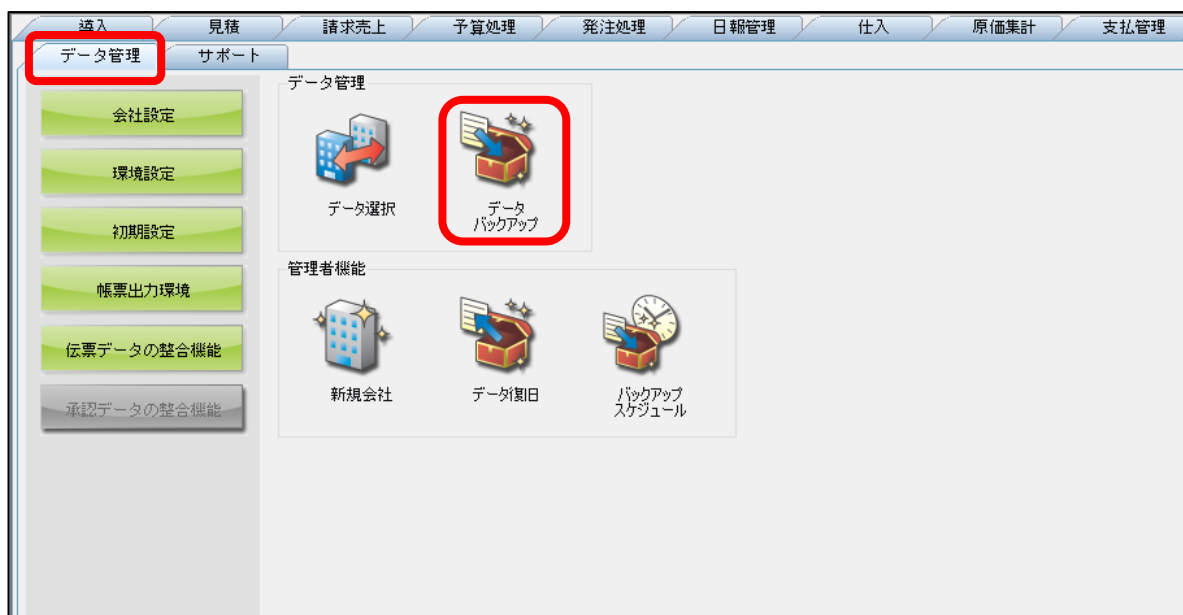 導入 見積 請求売上 予算処理 発注処理 日報管理 仕入 原価集計 支払管理
データ管理 サポート
会社設定
環境設定
初期設定
帳票出力環境
伝票データの整合機能
承認データの整合機能
データ管理
データ選択
データ
バックアップ
管理者機能
新規会社
データ復旧
バックアップ
スケジュール